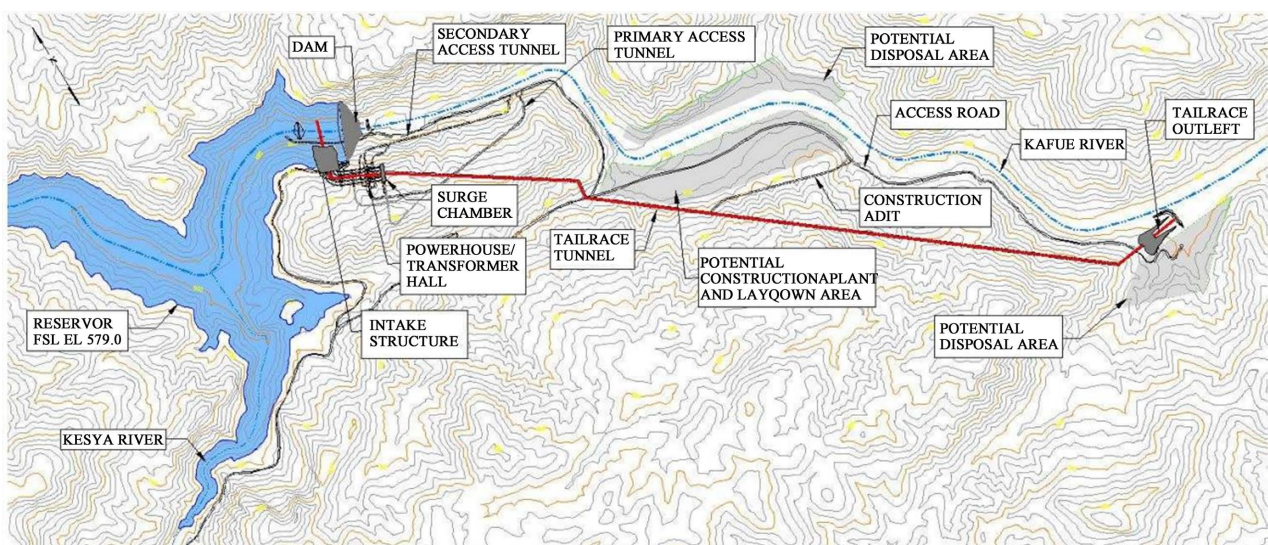 DAM
SECONDARY
ACCESS TUNNEL
PRIMARY ACCESS
TUNNEL
POTENTIAL
DISPOSAL AREA
ACCESS ROAD
TAILRACE
OUTLEFT
KAFUE RIVER
SURGE
CHAMBER
CONSTRUCTION
ADIT
POWERHOUSE/
TRANSFORMER
HALL
TAILRACE
TUNNEL
POTENTIAL
CONSTRUCTIONAPLANT
AND LAYQOWN AREA
RESERVOR
FSL EL 579.0
INTAKE
STRUCTURE
POTENTIAL
DISPOSAL AREA
KESYA RIVER